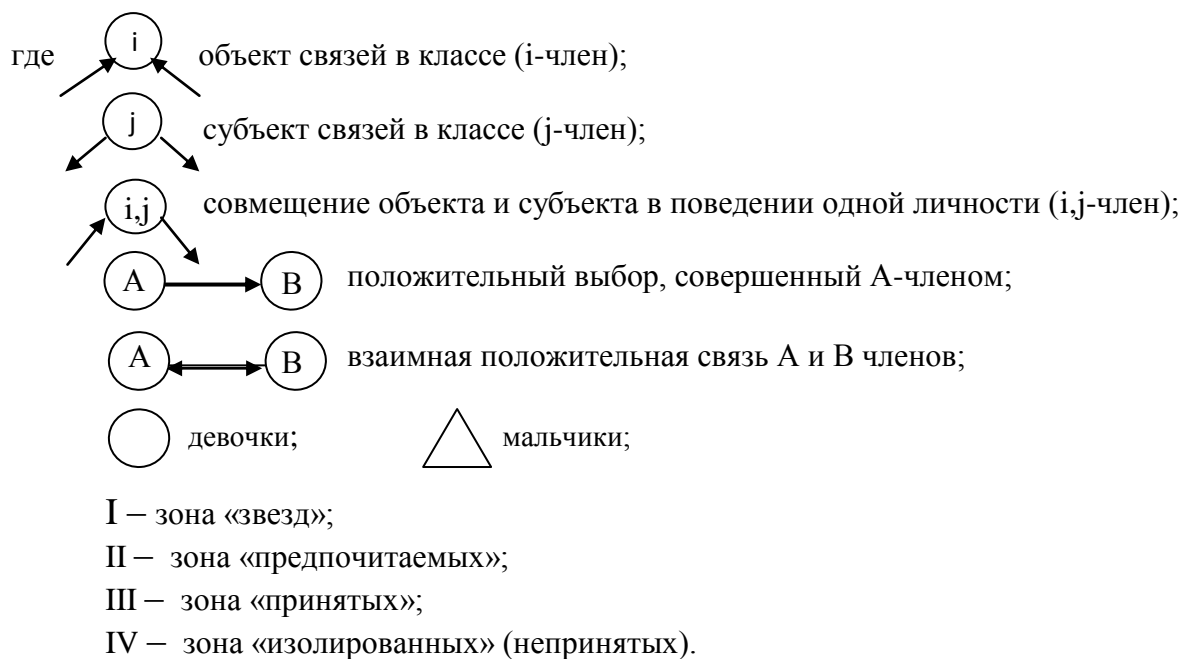 где i объект связей в классе (i-член);
j субъект связей в классе (j-член);
i,j совмещение объекта и субъекта в поведении одной личности (i,j-член);
A B положительный выбор, совершенный А-членом;
A B взаимная положительная связь А и В членов;
девочки; мальчики;
I – зона «звезд»;
II – зона «предпочитаемых»;
III – зона «принятых»;
IV – зона «изолированных» (непринятых).